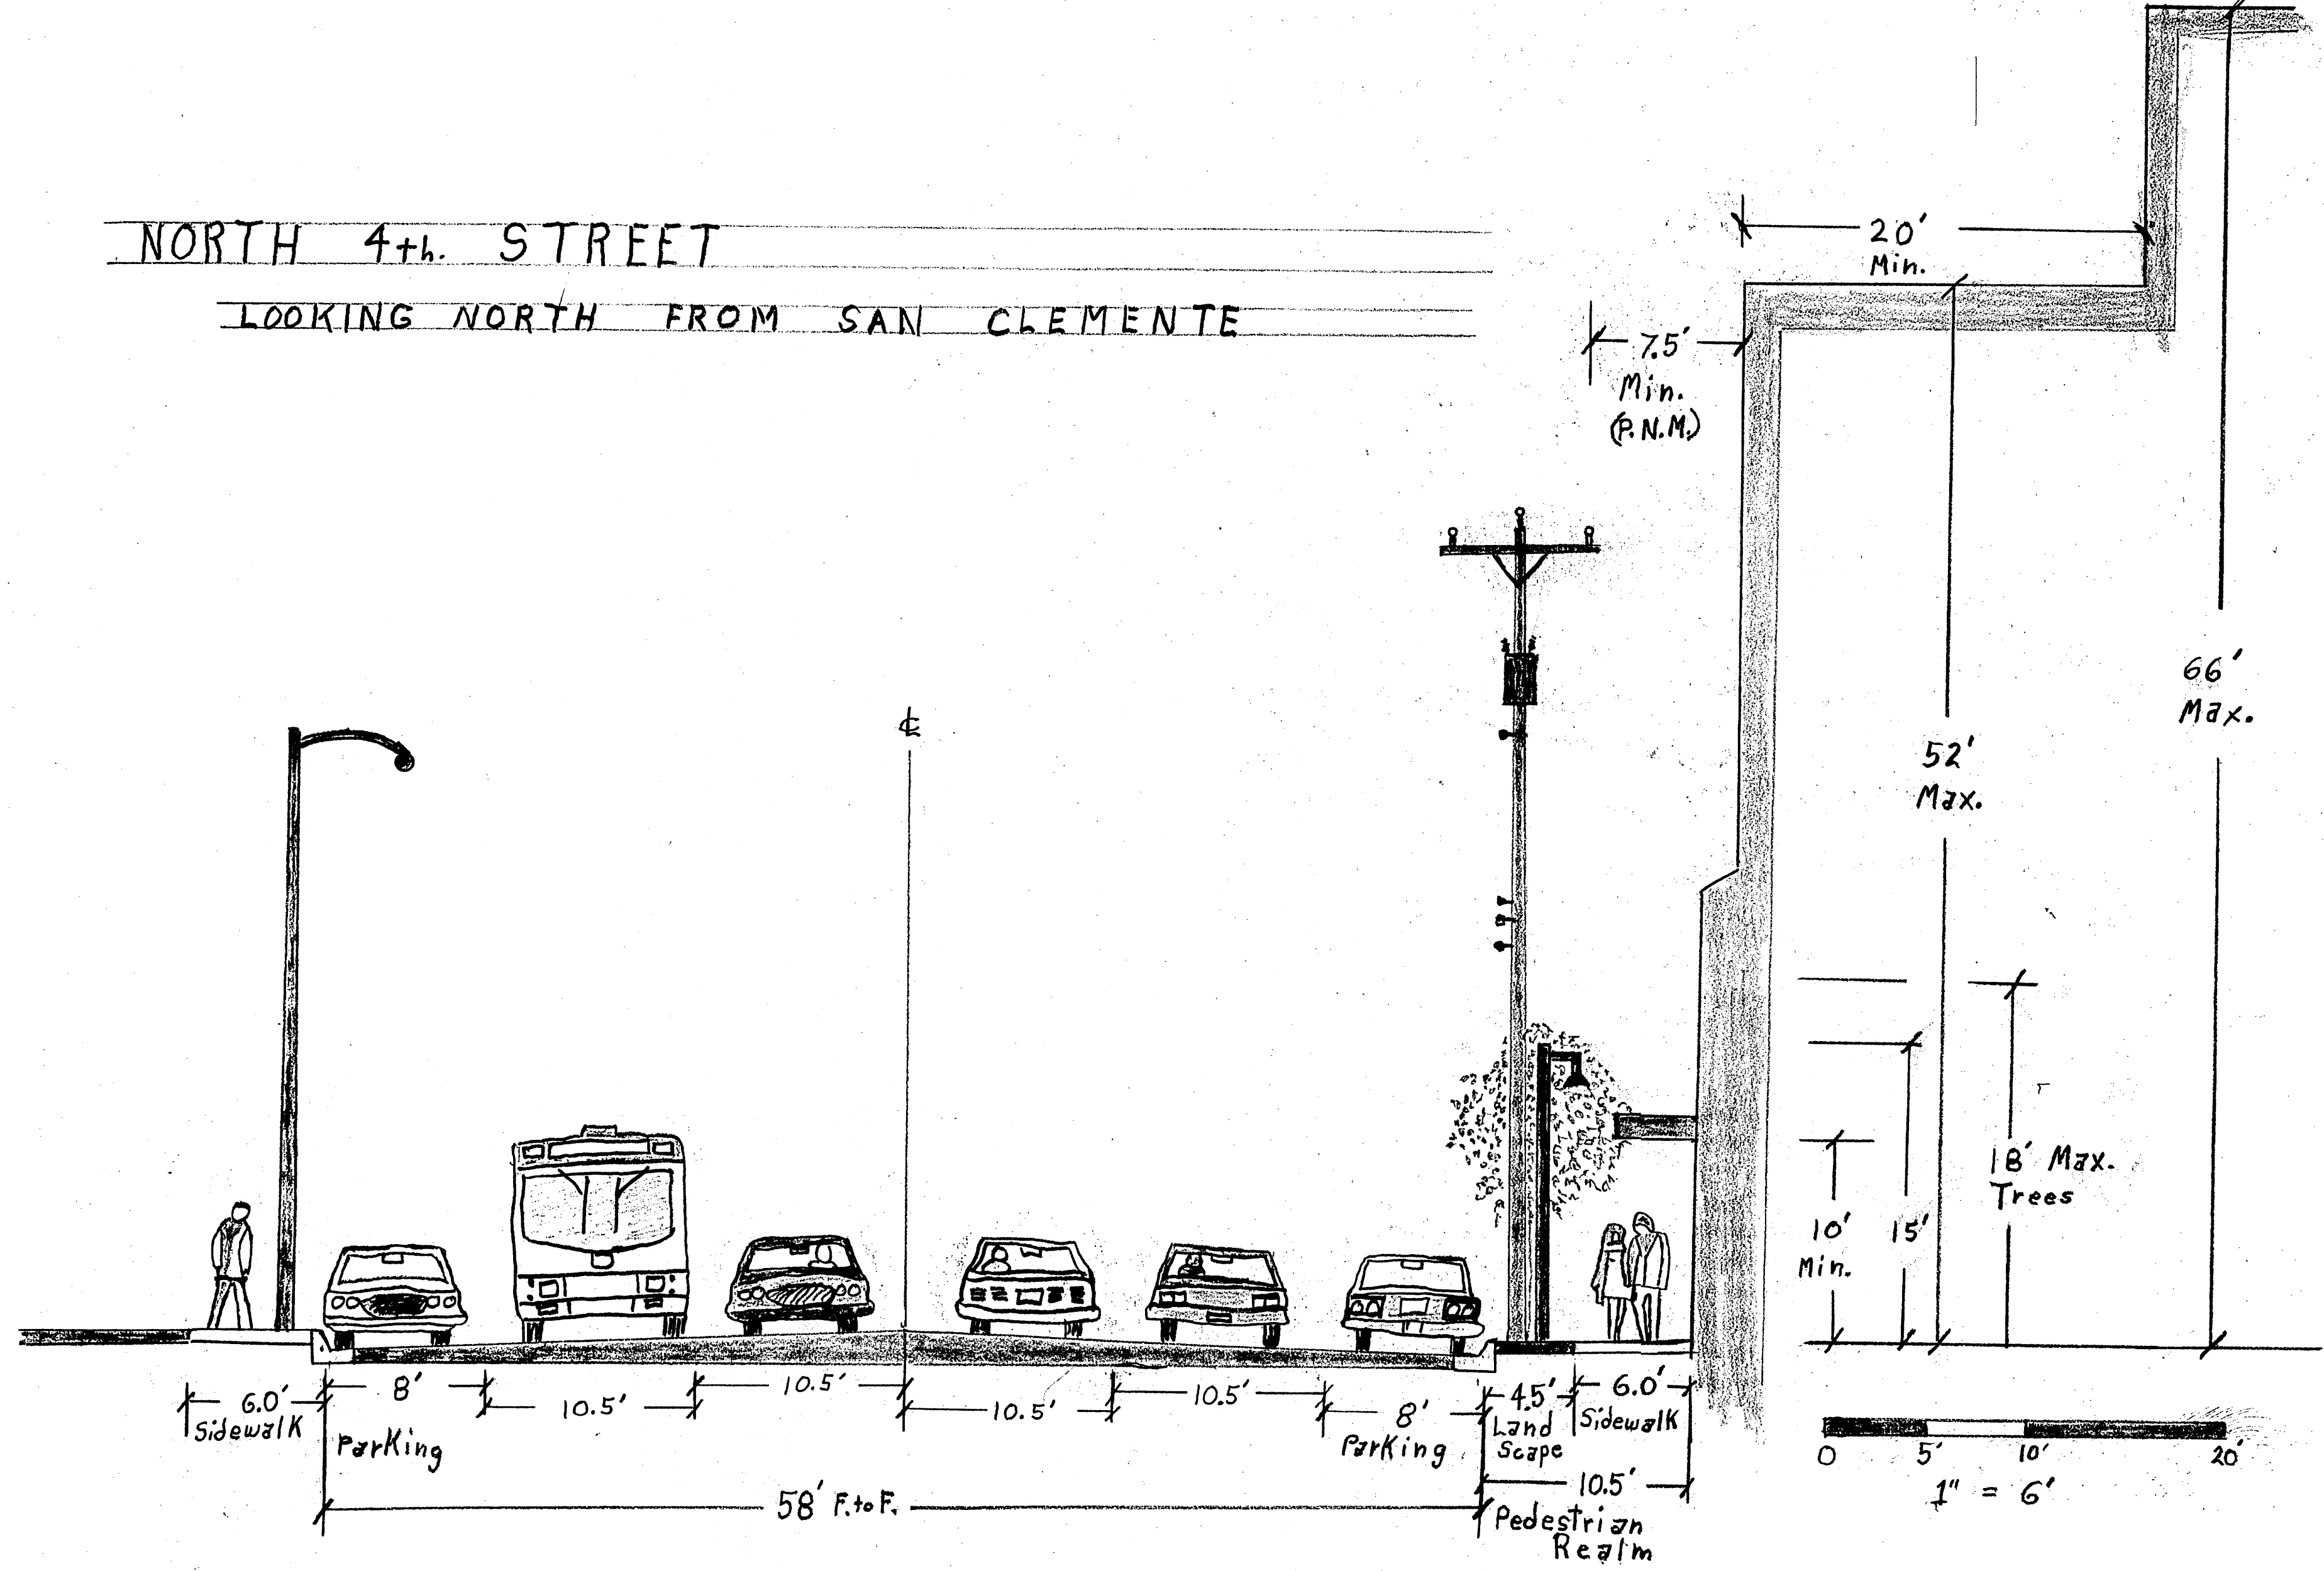 NORTH 4th. STREET
LOOKING NORTH FROM SAN CLEMENTE
20'
Min.
7.5'
Min.
(P.N.M.)
66'
Max.
℄
52'
Max.
18' Max.
Trees
10'
Min.
15'
6.0'
Sidewalk
8'
Parking
10.5'
10.5'
10.5'
10.5'
8'
Parking
4.5'
Land
Scape
6.0'
Sidewalk
58' F. to F.
10.5'
Pedestrian
Realm
0 5' 10' 20'
1" = 6'